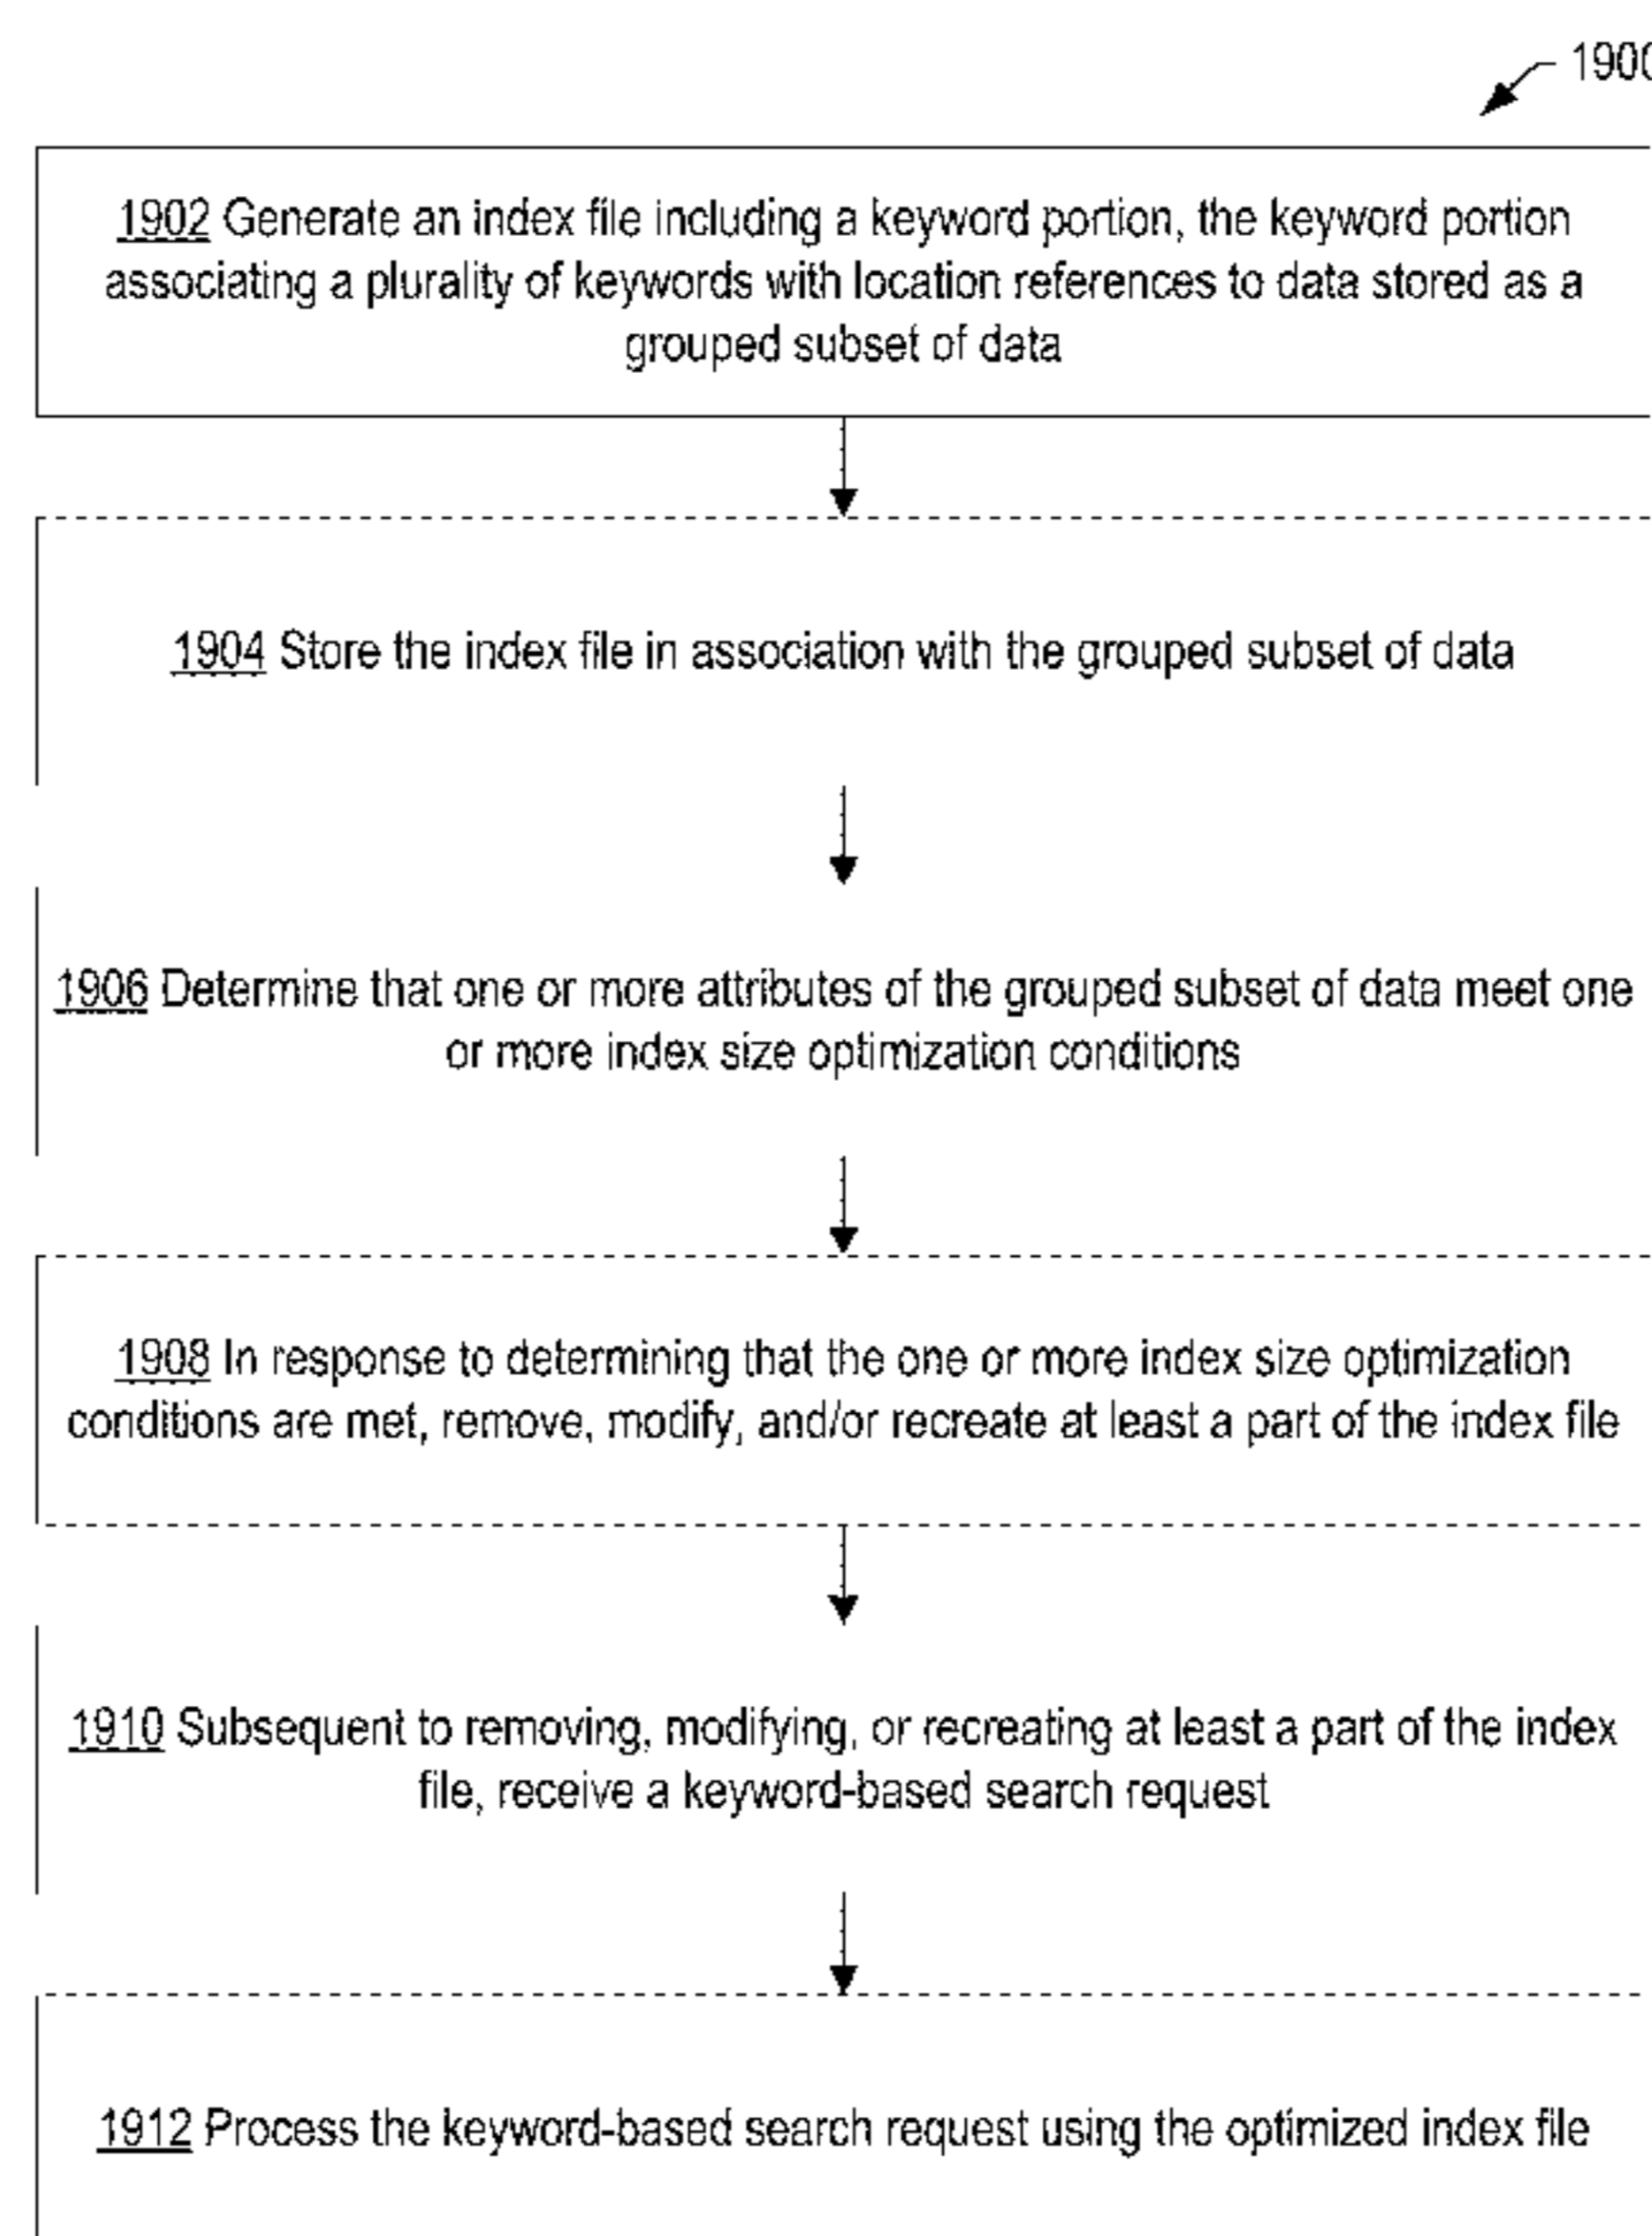 1900
1902 Generate an index file including a keyword portion, the keyword portion
associating a plurality of keywords with location references to data stored as a
grouped subset of data
1904 Store the index file in association with the grouped subset of data
1906 Determine that one or more attributes of the grouped subset of data meet one
or more index size optimization conditions
1908 In response to determining that the one or more index size optimization
conditions are met, remove, modify, and/or recreate at least a part of the index file
1910 Subsequent to removing, modifying, or recreating at least a part of the index
file, receive a keyword-based search request
1912 Process the keyword-based search request using the optimized index file